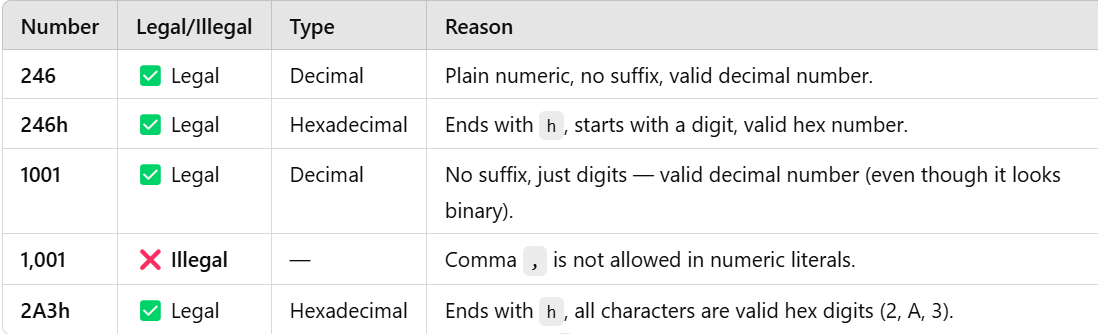 Number Legal/Illegal Type Reason
246 ✅ Legal Decimal Plain numeric, no suffix, valid decimal number.
246h ✅ Legal Hexadecimal Ends with h, starts with a digit, valid hex number.
1001 ✅ Legal Decimal No suffix, just digits — valid decimal number (even though it looks
binary).
1,001 ❌ Illegal — Comma , is not allowed in numeric literals.
2A3h ✅ Legal Hexadecimal Ends with h, all characters are valid hex digits (2, A, 3).